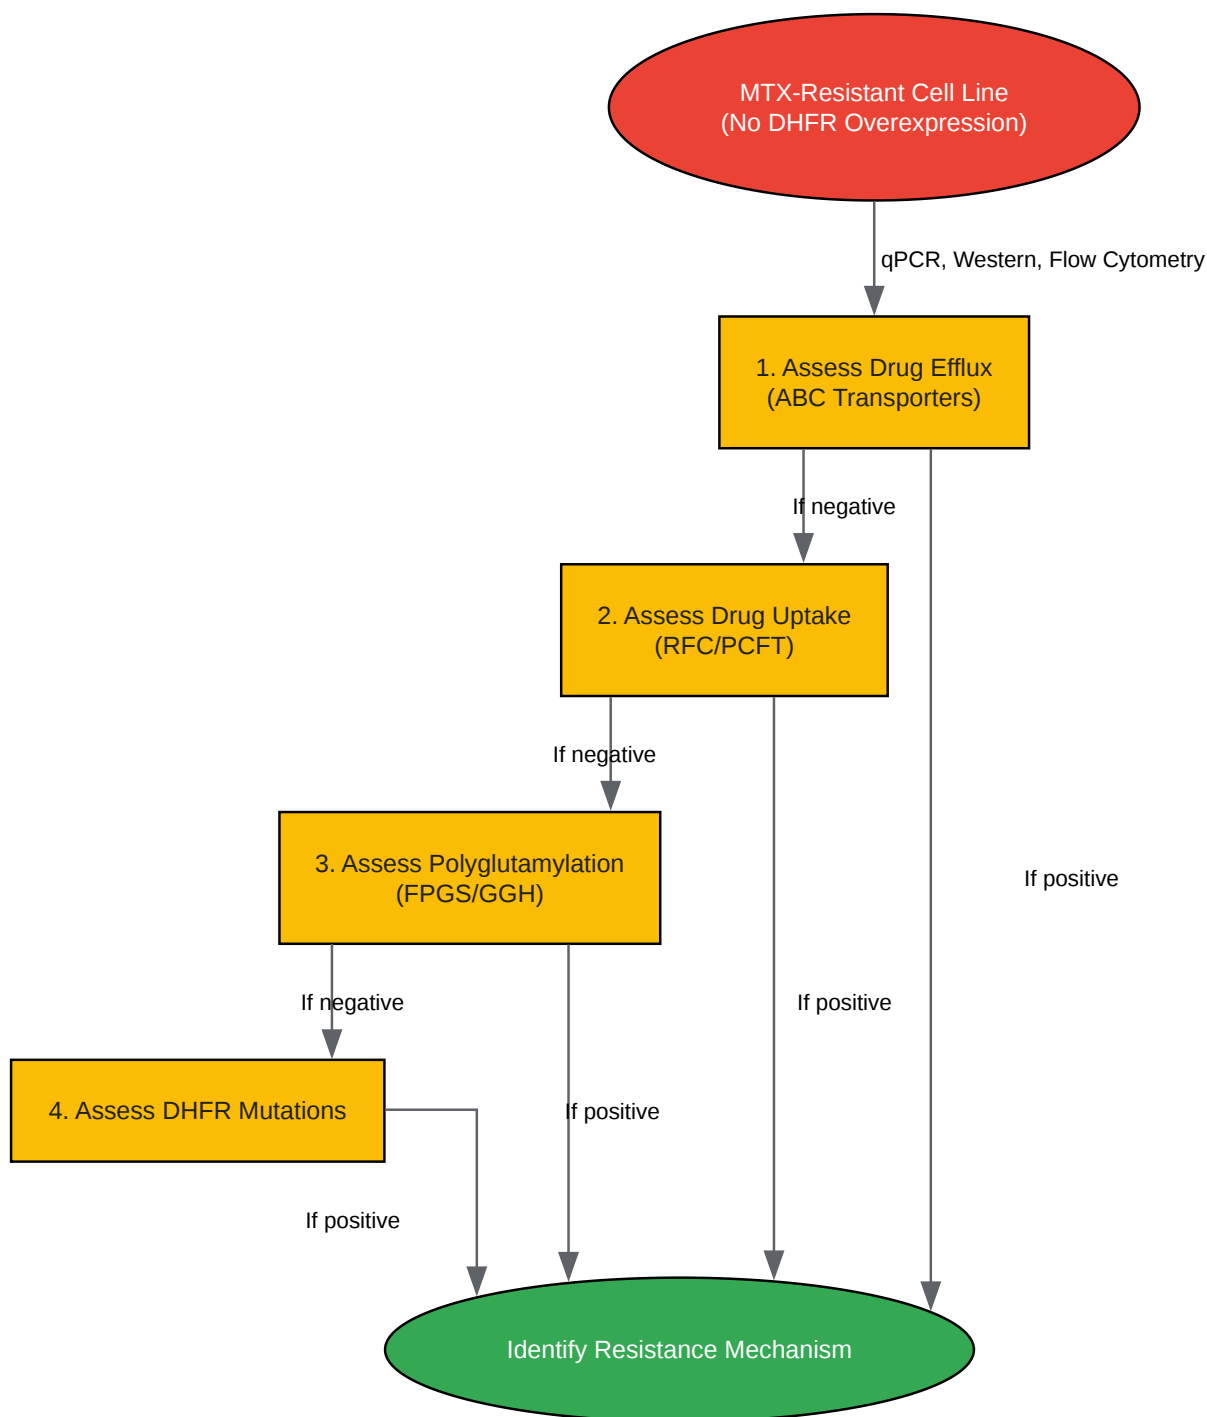 MTX-Resistant Cell Line
(No DHFR Overexpression)
qPCR, Western, Flow Cytometry
1. Assess Drug Efflux
(ABC Transporters)
If negative
2. Assess Drug Uptake
(RFC/PCFT)
If negative
3. Assess Polyglutamylation
(FPGS/GGH)
If positive
If negative
If positive
4. Assess DHFR Mutations
If positive
If positive
Identify Resistance Mechanism